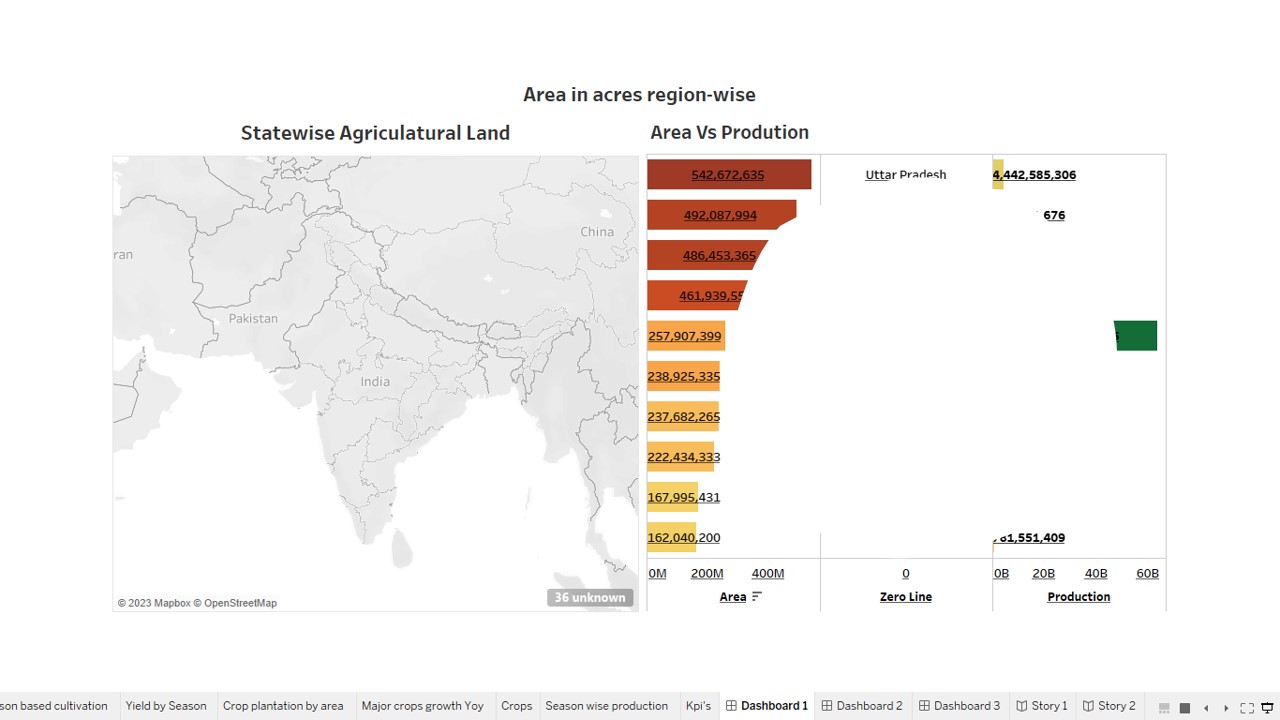 Area in acres region-wise
Statewise Agriculatural Land
Area Vs Prodution
China
ran
Pakistan
India
© 2023 Mapbox © OpenStreetMap
36 unknown
542,672,635 Uttar Pradesh 4,442,585,306
492,087,994 676
486,453,365
461,939,55
257,907,399
238,925,335
237,682,265
222,434,333
167,995,431
162,040,200 81,551,409
0M 200M 400M 0 0B 20B 40B 60B
Area Zero Line Production
son based cultivation Yield by Season Crop plantation by area Major crops growth Yoy Crops Season wise production Kpi's Dashboard 1 Dashboard 2 Dashboard 3 Story 1 Story 2